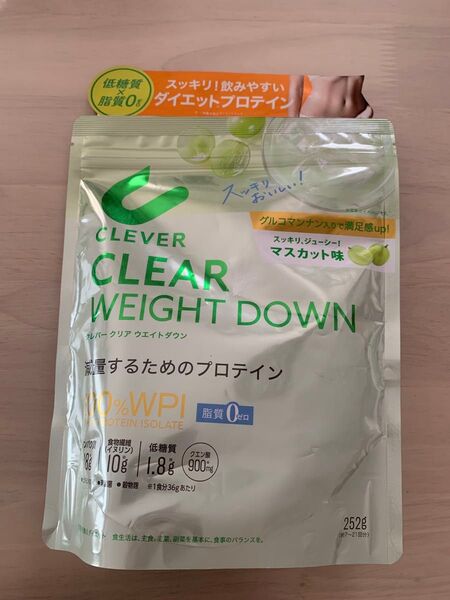 低糖質
×
脂質0g
スッキリ!飲みやすい
ダイエットプロテイン
スッキリ
おいしい!
グルコマンナン入りで満足感up!
スッキリ、ジューシー!
マスカット味
CLEVER
CLEAR
WEIGHT DOWN
クレバー クリア ウエイトダウン
減量するためのプロテイン
100%WPI
PROTEIN ISOLATE
脂質0ゼロ
食物繊維
(イヌリン)
10g
低糖質
1.8g
クエン酸
900mg
※1食分36gあたり
252g
(約7〜21回分)
食生活は、主食、主菜、副菜を基本に、食事のバランスを。